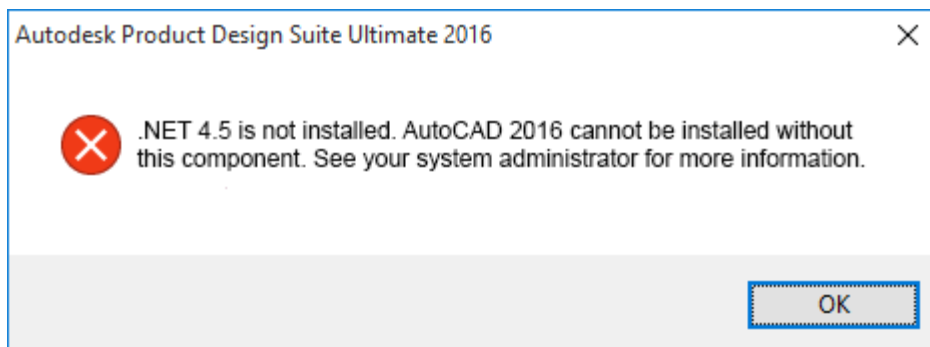 Autodesk Product Design Suite Ultimate 2016
.NET 4.5 is not installed. AutoCAD 2016 cannot be installed without
this component. See your system administrator for more information.
OK